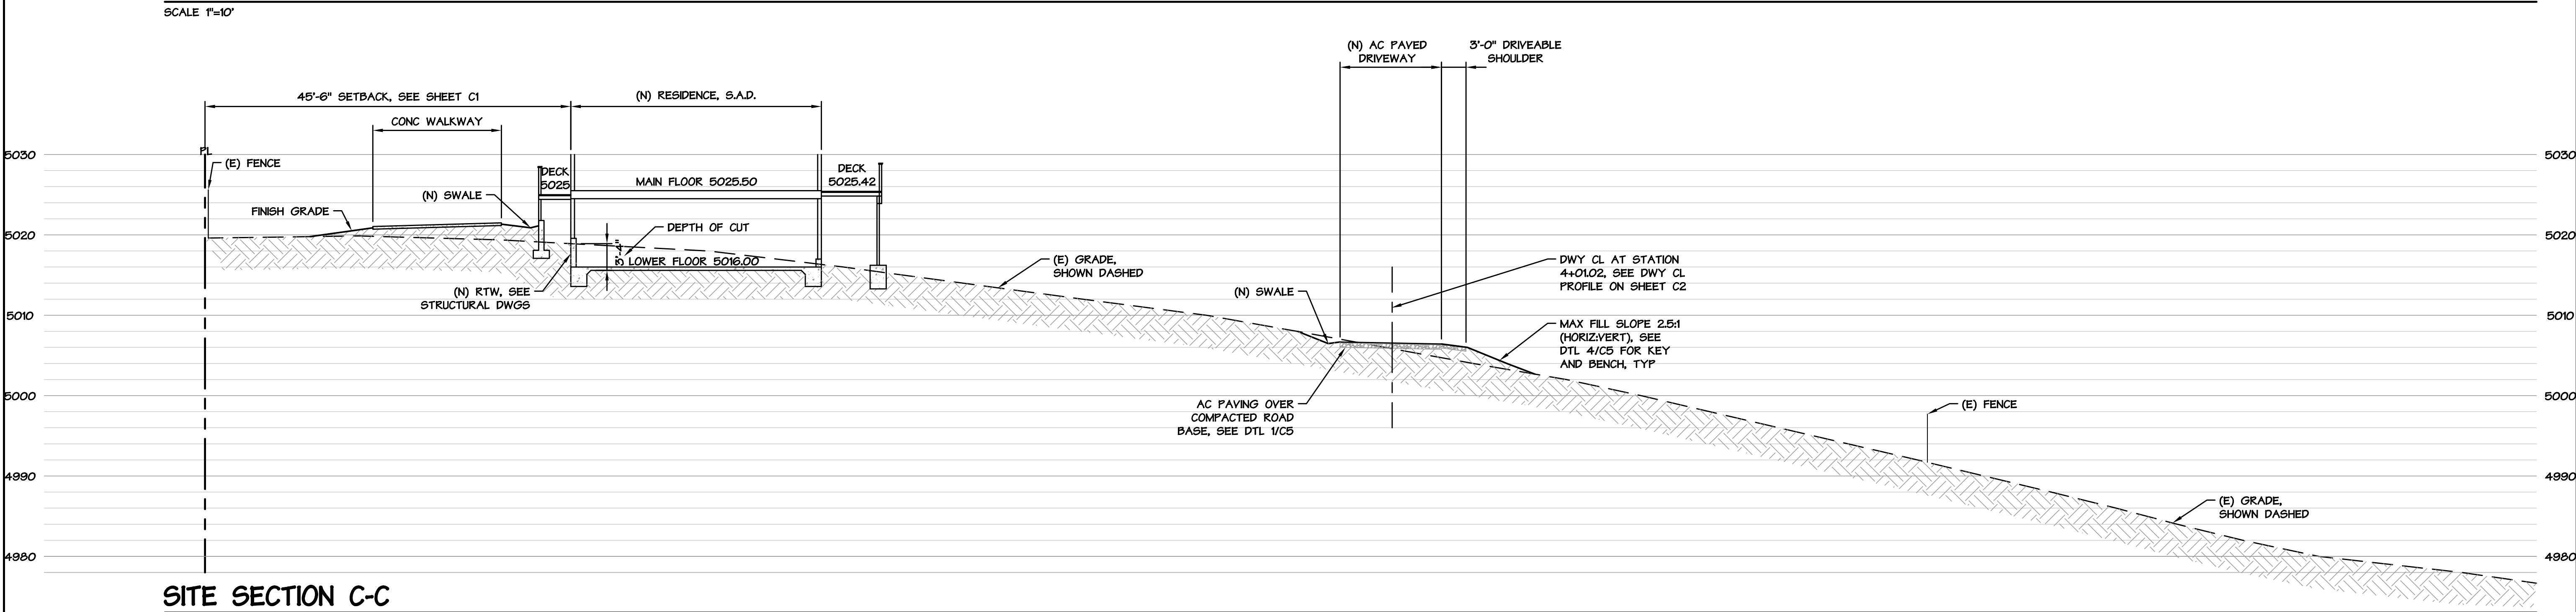 SCALE 1"=10'
(N) AC PAVED
DRIVEWAY
3'-0" DRIVEABLE
SHOULDER
45'-6" SETBACK, SEE SHEET C1
(N) RESIDENCE, S.A.D.
CONC WALKWAY
5030
PL
5030
(E) FENCE
DECK
5025
MAIN FLOOR 5025.50
DECK
5025.42
(N) SWALE
FINISH GRADE
DEPTH OF CUT
5020
5020
LOWER FLOOR 5016.00
(E) GRADE,
SHOWN DASHED
DWY CL AT STATION
4+01.02, SEE DWY CL
PROFILE ON SHEET C2
(N) RTW, SEE
STRUCTURAL DWGS
(N) SWALE
5010
5010
MAX FILL SLOPE 2.5:1
(HORIZ:VERT), SEE
DTL 4/C5 FOR KEY
AND BENCH, TYP
5000
5000
AC PAVING OVER
COMPACTED ROAD
BASE, SEE DTL 1/C5
(E) FENCE
4990
4990
(E) GRADE,
SHOWN DASHED
4980
4980
SITE SECTION C-C